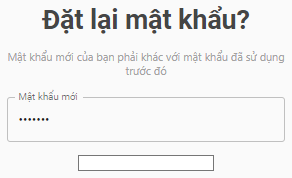 Đặt lại mật khẩu?
Mật khẩu mới của bạn phải khác với mật khẩu đã sử dụng
trước đó
Mật khẩu mới
•••••••